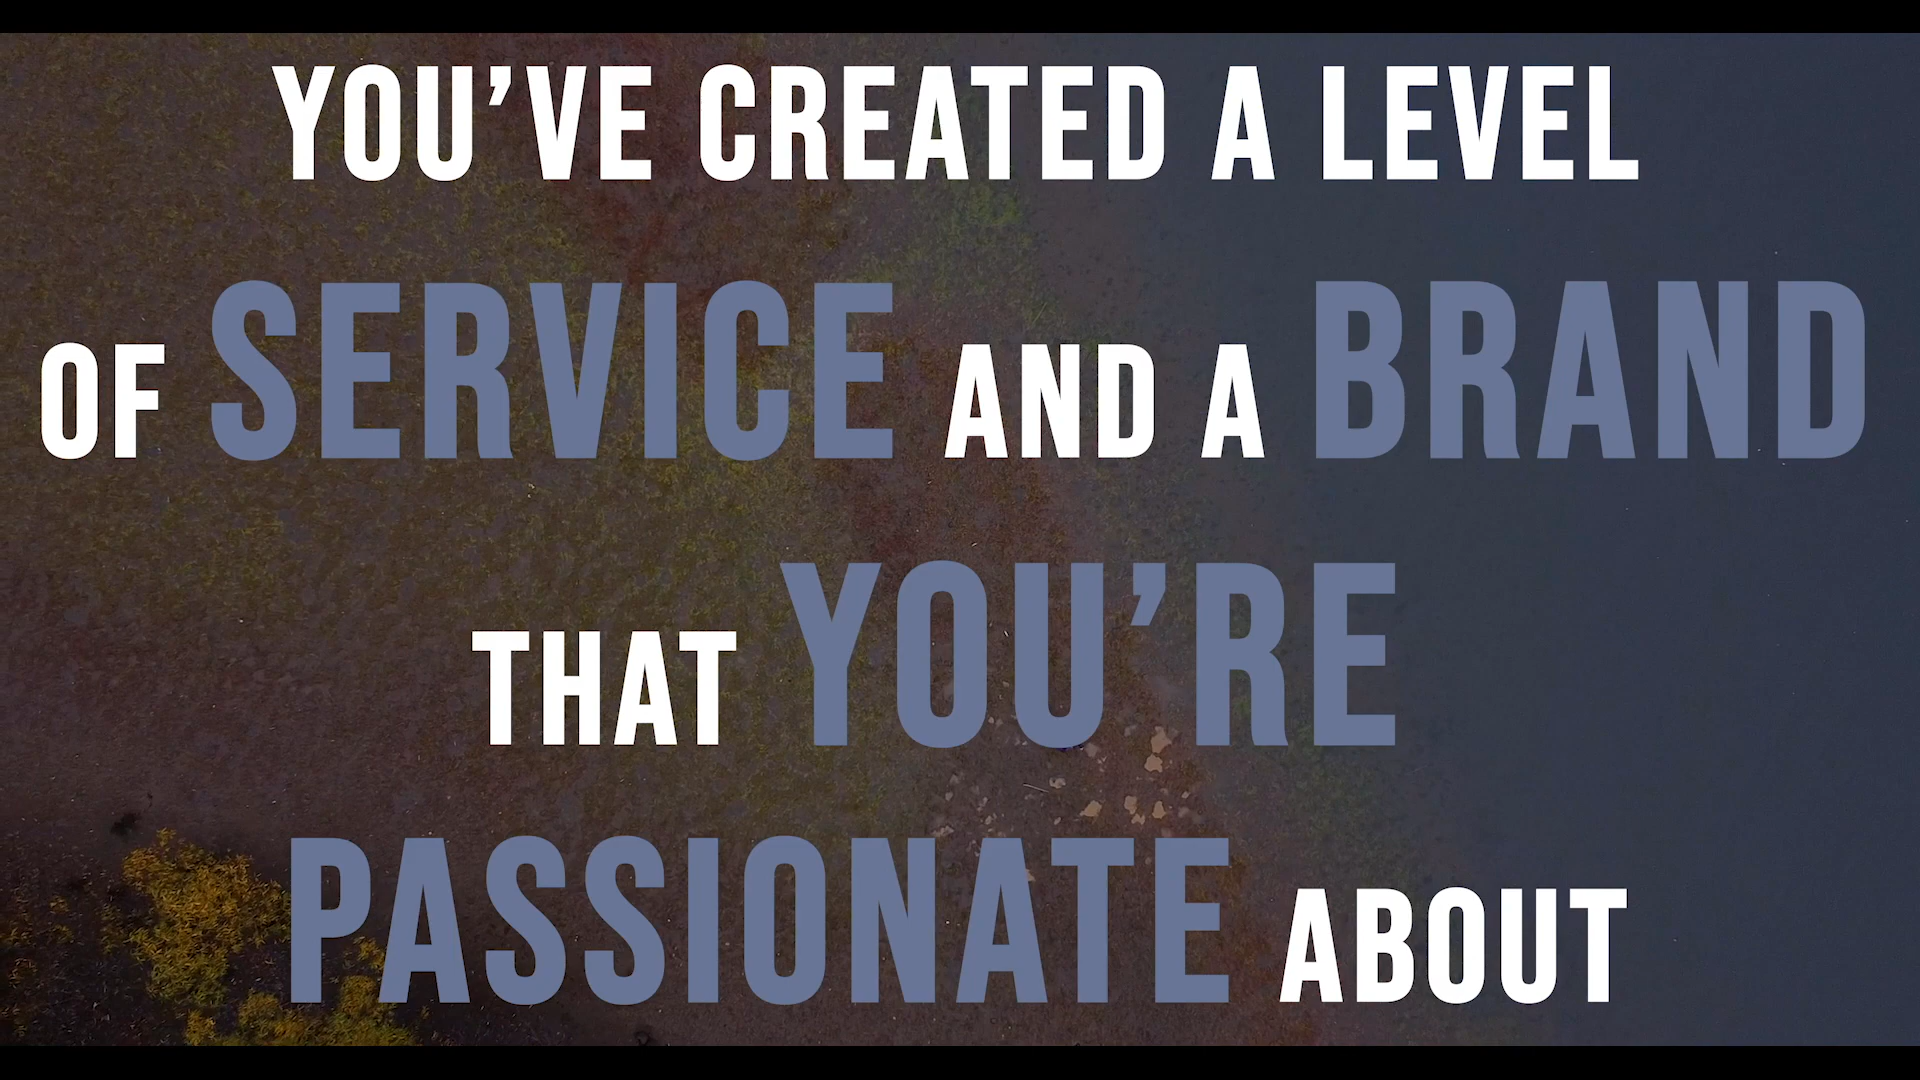 YOU’VE CREATED A LEVEL
OF SERVICE AND A BRAND
THAT YOU’RE
PASSIONATE ABOUT